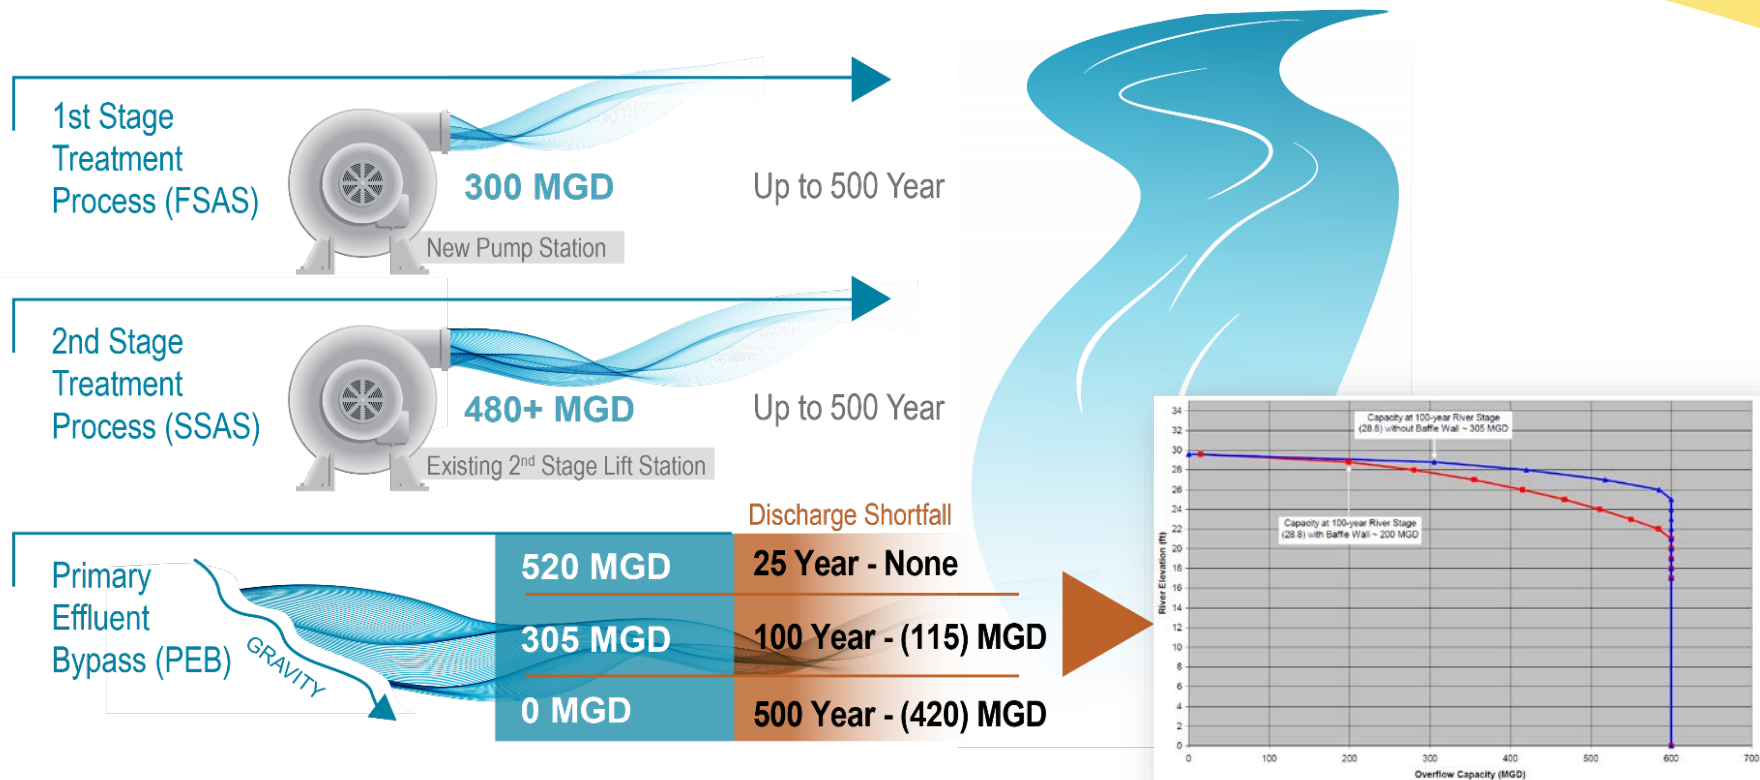 1st Stage
Treatment
Process (FSAS)
300 MGD
Up to 500 Year
New Pump Station
2nd Stage
Treatment
Process (SSAS)
480+ MGD
Up to 500 Year
Existing 2nd Stage Lift Station
Discharge Shortfall
Primary
Effluent
Bypass (PEB)
GRAVITY
520 MGD
25 Year - None
305 MGD
100 Year - (115) MGD
0 MGD
500 Year - (420) MGD
Capacity at 100-year River Stage
(28.8) without Baffle Wall ~ 305 MGD
Capacity at 100-year River Stage
(28.8) with Baffle Wall ~ 200 MGD
River Elevation (ft)
34
32
30
28
26
24
22
20
18
16
14
12
10
8
6
4
2
0
0 100 200 300 400 500 600 700
Overflow Capacity (MGD)